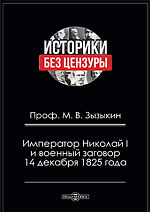 ИСТОРИКИ
БЕЗ ЦЕНЗУРЫ
Проф. М. В. Зызыкин
Император Николай I
и военный заговор
14 декабря 1825 года